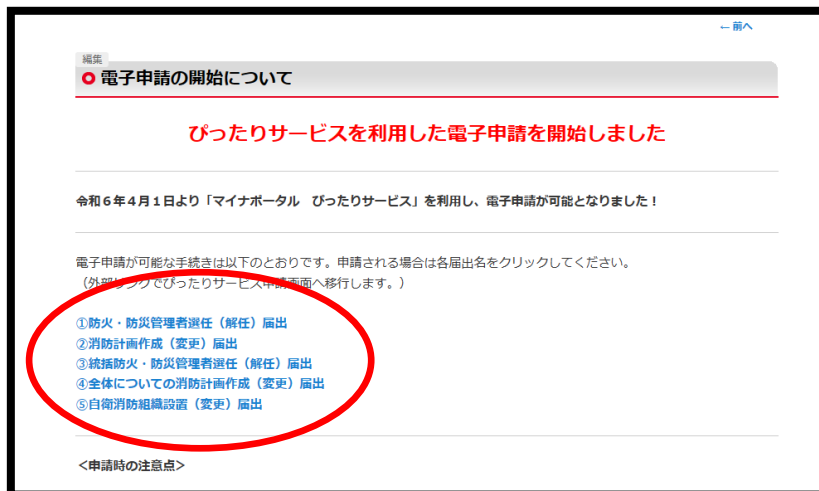 ←前へ
編集
電子申請の開始について
ぴったりサービスを利用した電子申請を開始しました
令和6年4月1日より「マイナポータル ぴったりサービス」を利用し、電子申請が可能となりました！
電子申請が可能な手続きは以下のとおりです。申請される場合は各届出名をクリックしてください。
（外部リンクでぴったりサービス申請画面へ移行します。）
①防火・防災管理者選任（解任）届出
②消防計画作成（変更）届出
③統括防火・防災管理者選任（解任）届出
④全体についての消防計画作成（変更）届出
⑤自衛消防組織設置（変更）届出
＜申請時の注意点＞